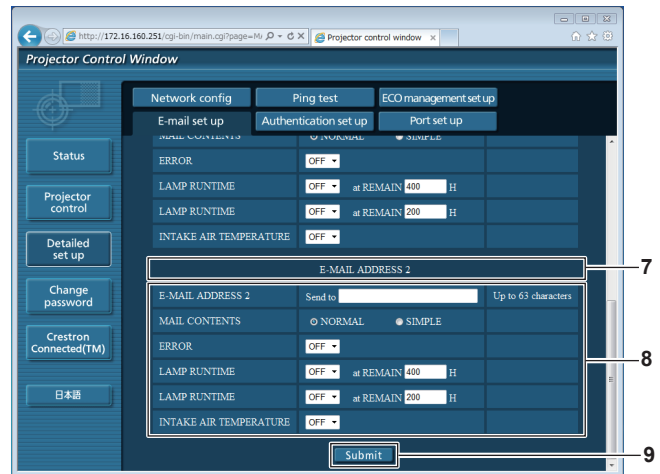 http://172.16.160.251/cgi-bin/main.cgi?page=M
Projector control window
Projector Control Window
Network config Ping test ECO management set up
E-mail set up Authentication set up Port set up
MAIL CONTENTS NORMAL SIMPLE
Status
ERROR OFF
LAMP RUNTIME OFF at REMAIN 400 H
Projector
control
LAMP RUNTIME OFF at REMAIN 200 H
INTAKE AIR TEMPERATURE OFF
Detailed
set up
E-MAIL ADDRESS 2 7
Change
password
E-MAIL ADDRESS 2 Send to Up to 63 characters
MAIL CONTENTS NORMAL SIMPLE
Crestron
Connected(TM)
ERROR OFF
8
LAMP RUNTIME OFF at REMAIN 400 H
日本語
LAMP RUNTIME OFF at REMAIN 200 H
INTAKE AIR TEMPERATURE OFF
Submit 9